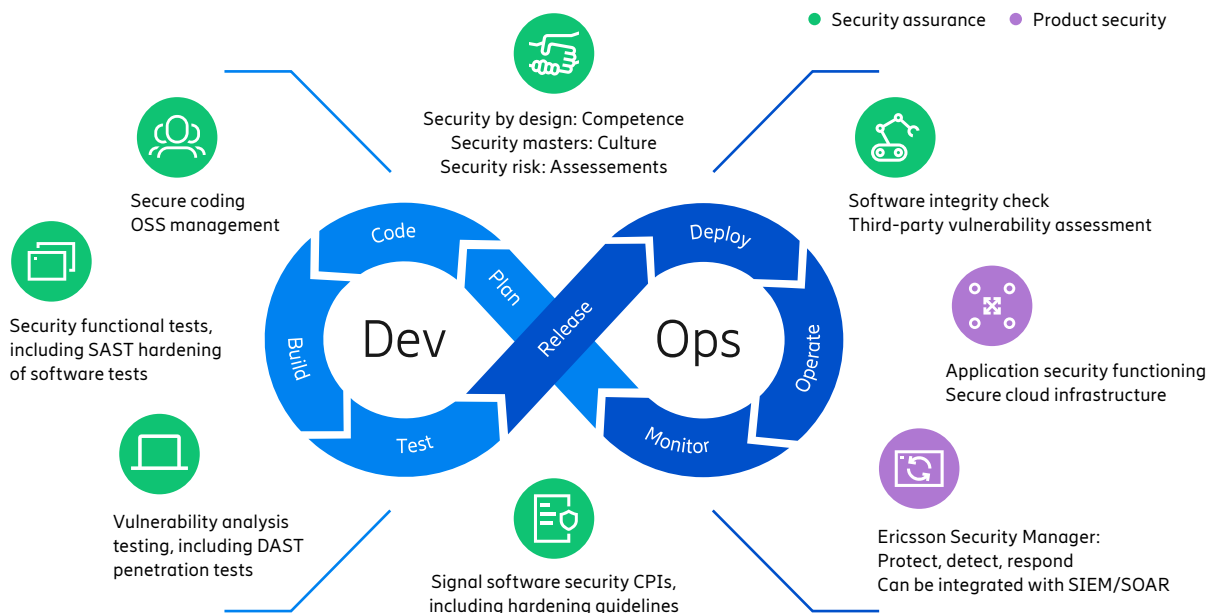 Security assurance
Product security
Security by design: Competence
Security masters: Culture
Security risk: Assessements
Secure coding
OSS management
Software integrity check
Third-party vulnerability assessment
Code
Plan
Release
Deploy
Dev
Ops
Build
Test
Monitor
Operate
Security functional tests,
including SAST hardening
of software tests
Application security functioning
Secure cloud infrastructure
Vulnerability analysis
testing, including DAST
penetration tests
Signal software security CPIs,
including hardening guidelines
Ericsson Security Manager:
Protect, detect, respond
Can be integrated with SIEM/SOAR